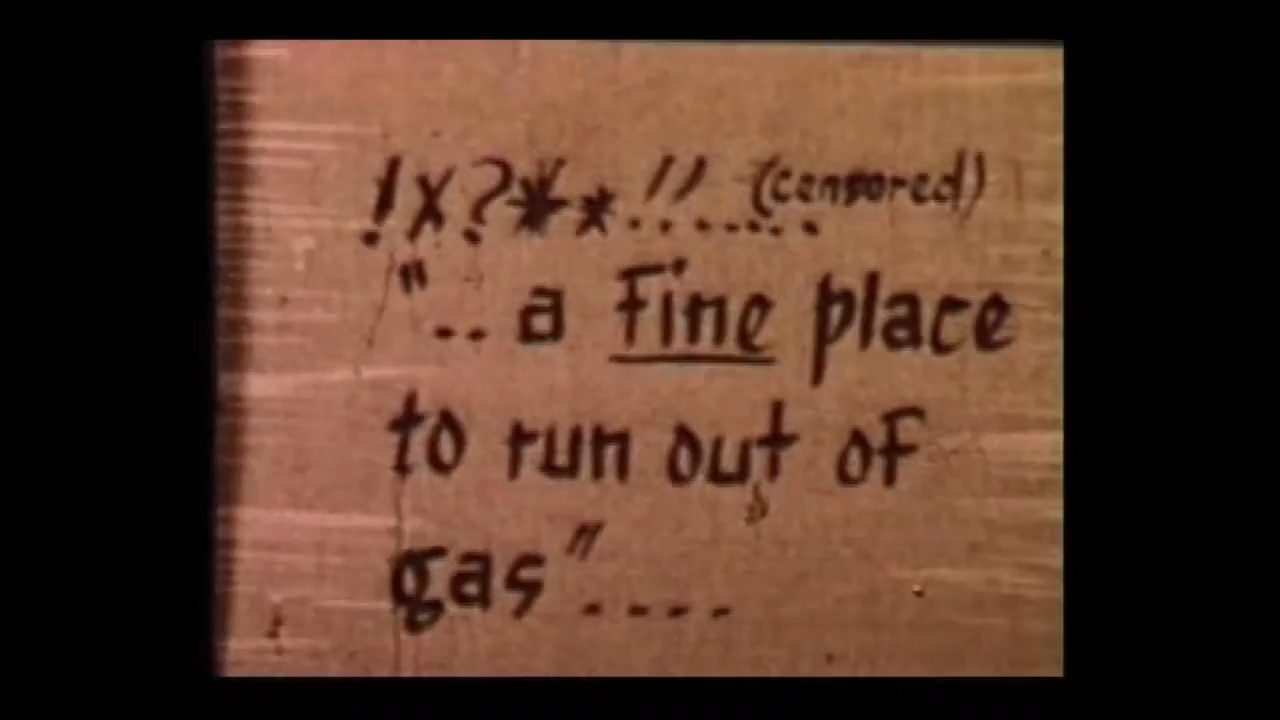 !X?**.!!...... (censored)
".. a Fine place
to run out of
gas"....